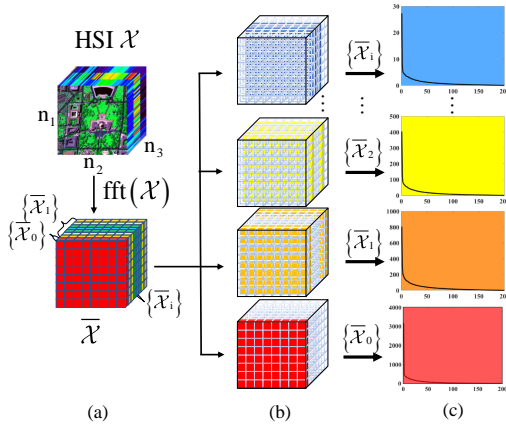 HSI 𝒳
n₁
n₂
n₃
fft(𝒳)
{𝒳̅₁}
{𝒳̅₀}
{𝒳̅ᵢ}
𝒳̅
(a)
(b)
{𝒳̅ᵢ}
⋮
{𝒳̅₂}
{𝒳̅₁}
{𝒳̅₀}
30
20
10
0
0 50 100 150 200
500
400
300
200
100
0
0 50 100 150 200
1000
800
600
400
200
0
0 50 100 150 200
4000
3000
2000
1000
0
0 50 100 150 200
(c)